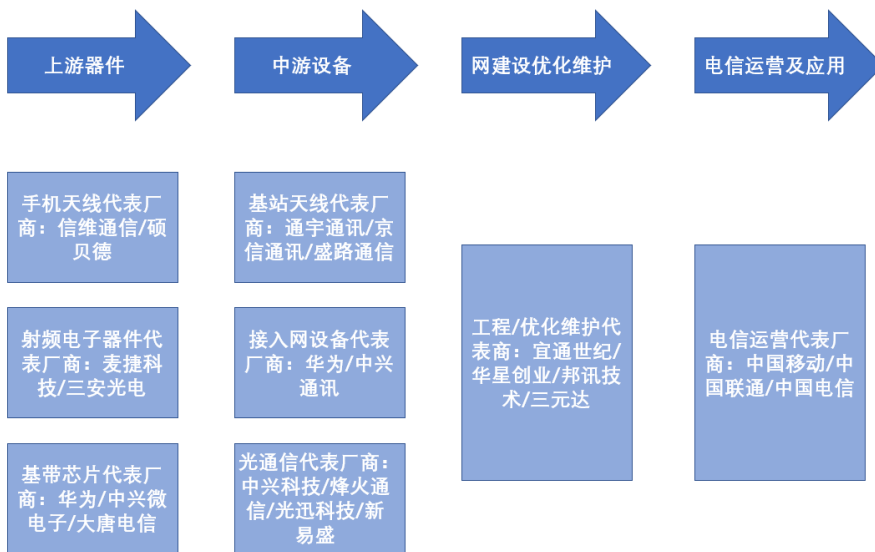 上游器件
中游设备
网建设优化维护
电信运营及应用
手机天线代表厂
商：信维通信/硕
贝德
基站天线代表厂
商：通宇通讯/京
信通讯/盛路通信
射频电子器件代
表厂商：麦捷科
技/三安光电
接入网设备代表
厂商：华为/中兴
通讯
工程/优化维护代
表商：宜通世纪/
华星创业/邦讯技
术/三元达
电信运营代表厂
商：中国移动/中
国联通/中国电信
基带芯片代表厂
商：华为/中兴微
电子/大唐电信
光通信代表厂商：
中兴科技/烽火通
信/光迅科技/新
易盛